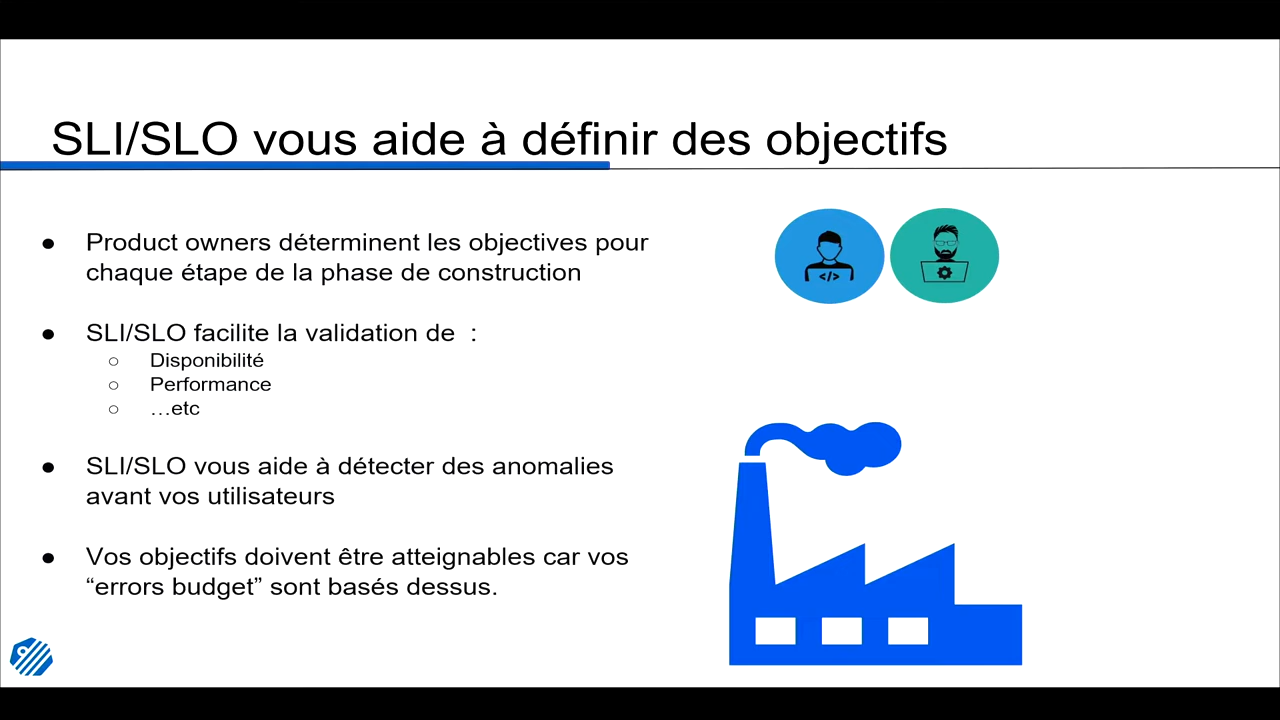 SLI/SLO vous aide à définir des objectifs
● Product owners déterminent les objectives pour
chaque étape de la phase de construction
● SLI/SLO facilite la validation de  :
○ Disponibilité
○ Performance
○ …etc
● SLI/SLO vous aide à détecter des anomalies
avant vos utilisateurs
● Vos objectifs doivent être atteignables car vos
“errors budget” sont basés dessus.